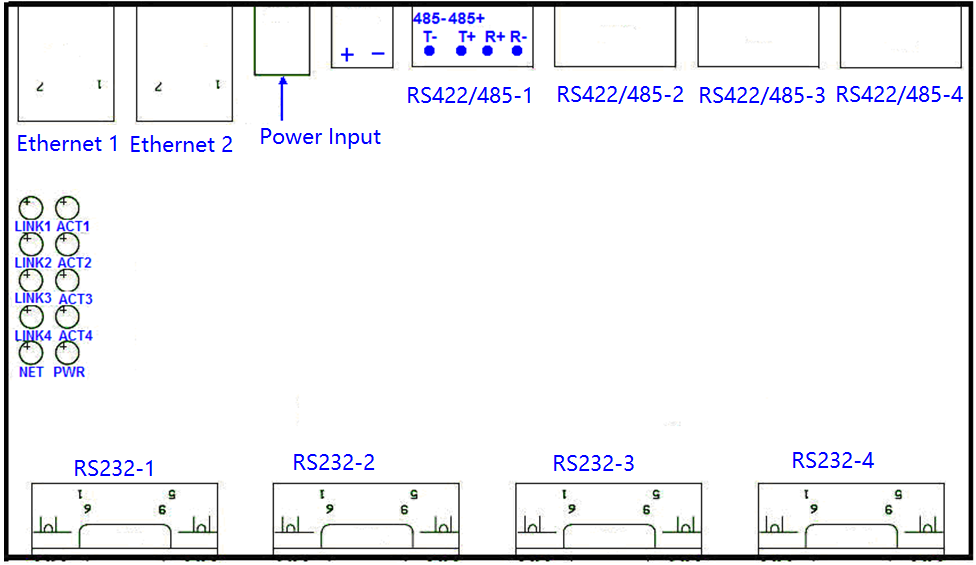 485- 485+
T- T+ R+ R-
+ −
7 1
7 1
RS422/485-1 RS422/485-2 RS422/485-3 RS422/485-4
Ethernet 1 Ethernet 2 Power Input
+ +
LINK1 ACT1
+ +
LINK2 ACT2
+ +
LINK3 ACT3
+ +
LINK4 ACT4
+ +
NET PWR
RS232-1 RS232-2 RS232-3 RS232-4
1 5
6 9
1 5
6 9
1 5
6 9
1 5
6 9